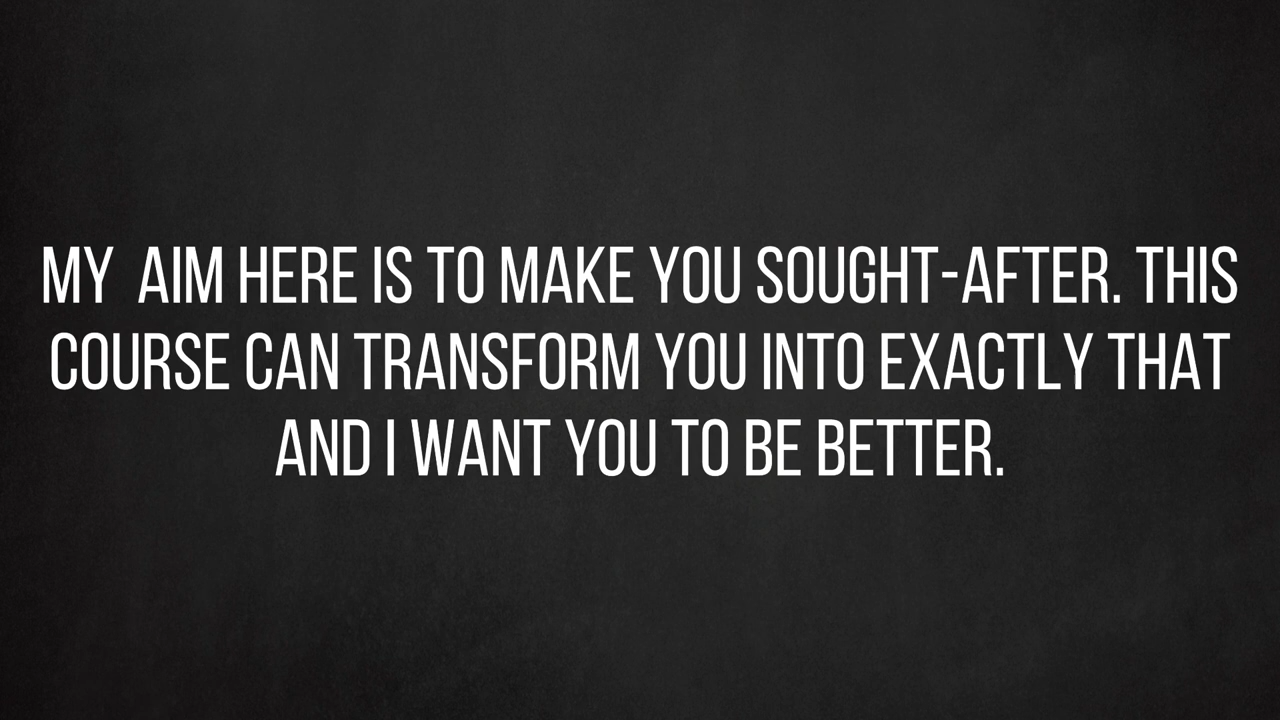 MY  AIM HERE IS TO MAKE YOU SOUGHT-AFTER. THIS
COURSE CAN TRANSFORM YOU INTO EXACTLY THAT
AND I WANT YOU TO BE BETTER.